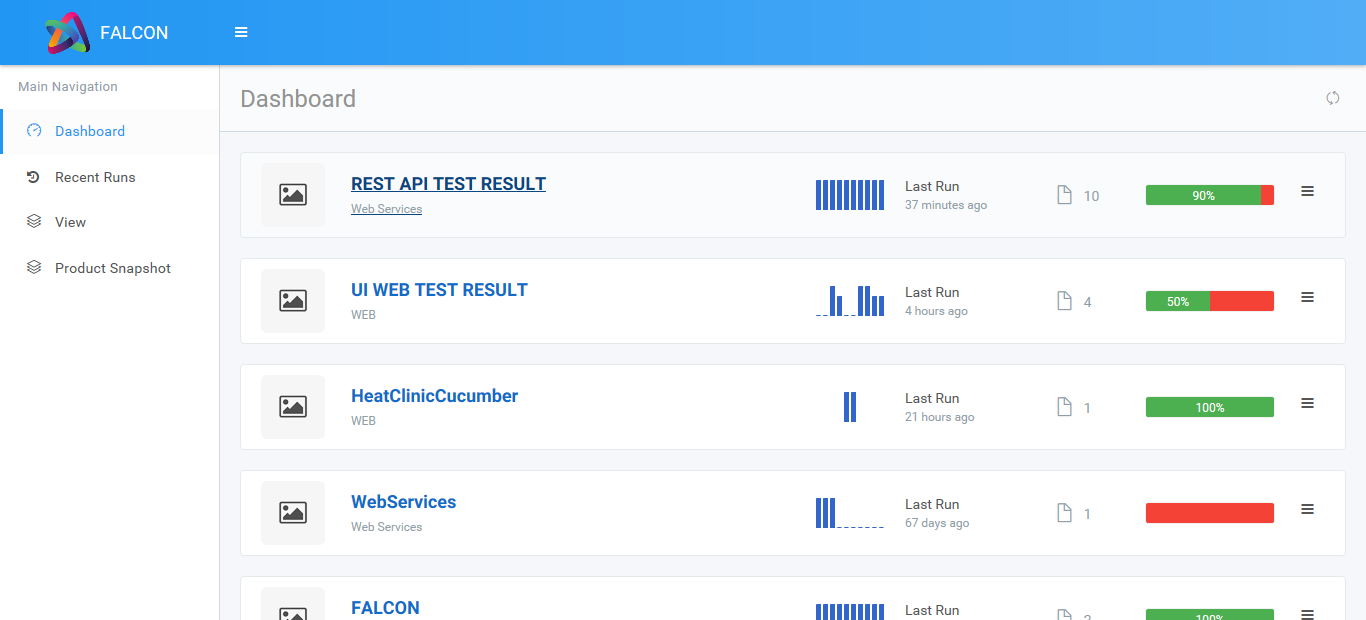 FALCON
Main Navigation
Dashboard
Recent Runs
View
Product Snapshot
Dashboard
REST API TEST RESULT
Web Services
Last Run
37 minutes ago
10
90%
UI WEB TEST RESULT
WEB
Last Run
4 hours ago
4
50%
HeatClinicCucumber
WEB
Last Run
21 hours ago
1
100%
WebServices
Web Services
Last Run
67 days ago
1
FALCON
Last Run
2
100%